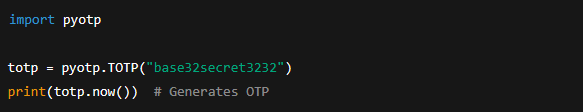 import pyotp
totp = pyotp.TOTP("base32secret3232")
print(totp.now())  # Generates OTP